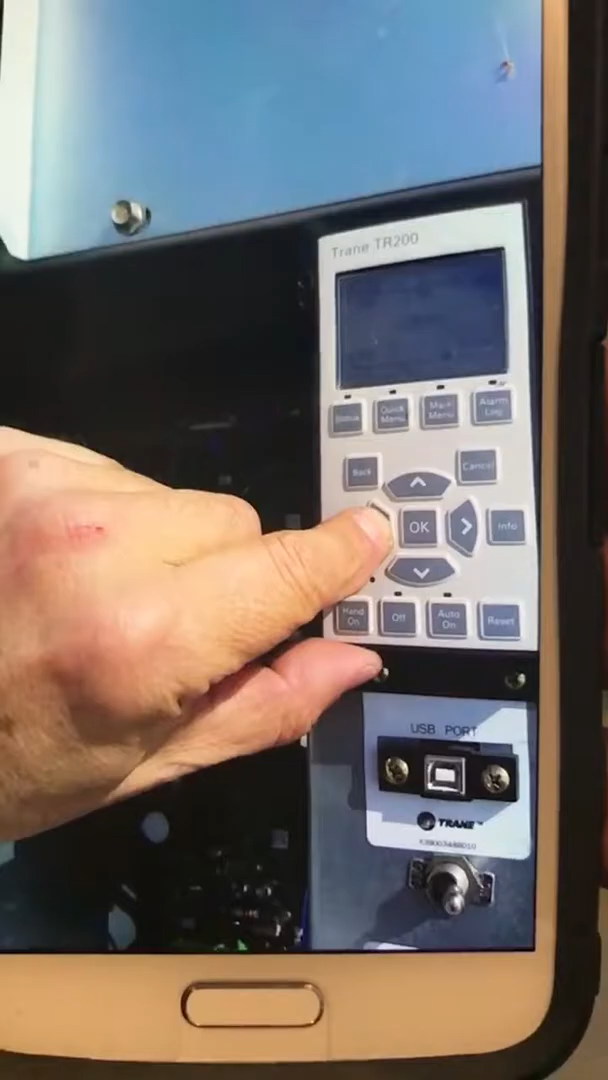 Trane TR200
Status
Quick
Menu
Main
Menu
Alarm
Log
Back
Cancel
OK
Info
Hand
On
Off
Auto
On
Reset
USB PORT
TRANE™